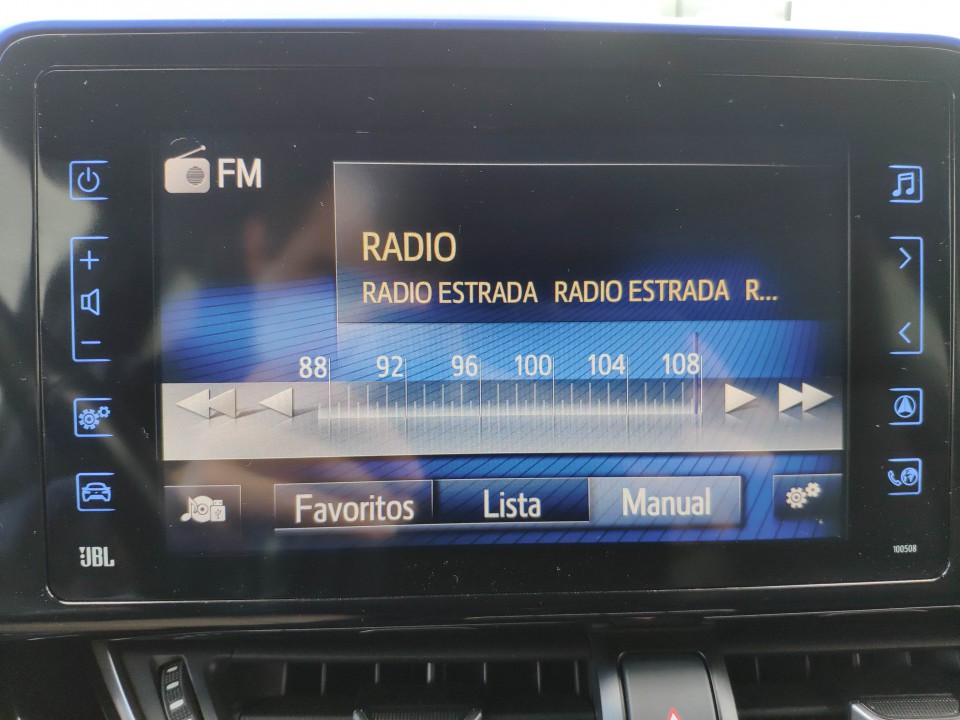 FM
RADIO
RADIO ESTRADA RADIO ESTRADA R...
88 92 96 100 104 108
Favoritos Lista Manual
JBL
100508